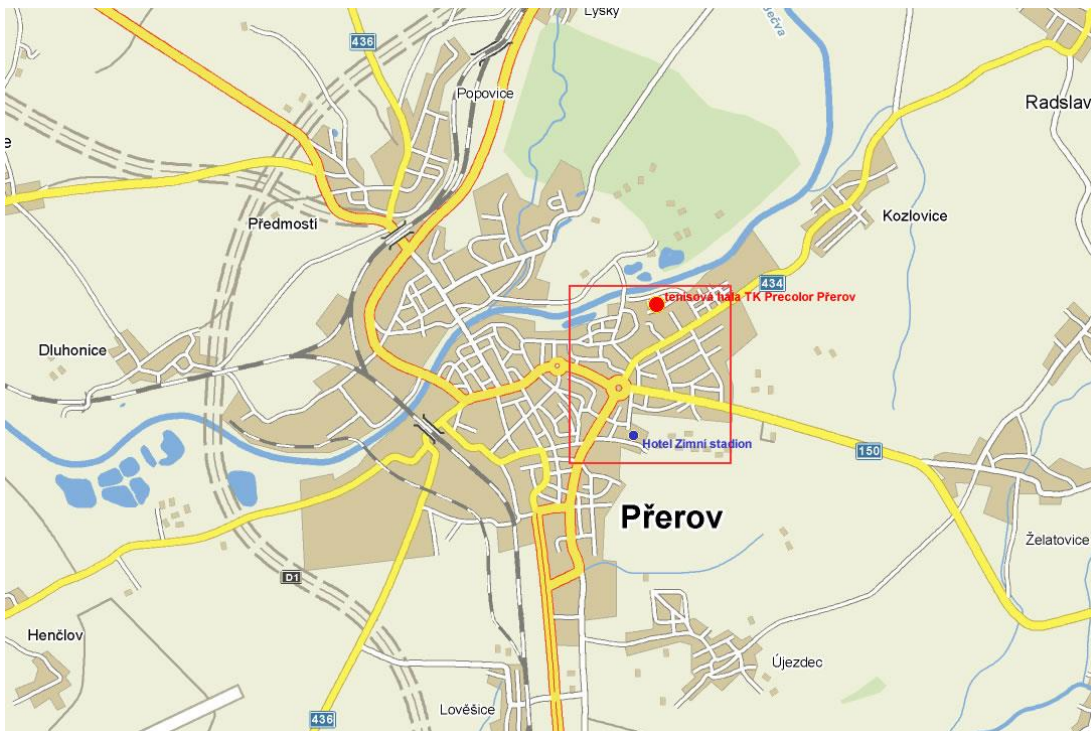 Lýsky
Bečva
436
Popovice
Radslav
e
Předmostí
Kozlovice
434
tenisová hala TK Precolor Přerov
Dluhonice
Hotel Zimní stadion
150
Přerov
Želatovice
D1
Henčlov
Újezdec
Lověšice
436